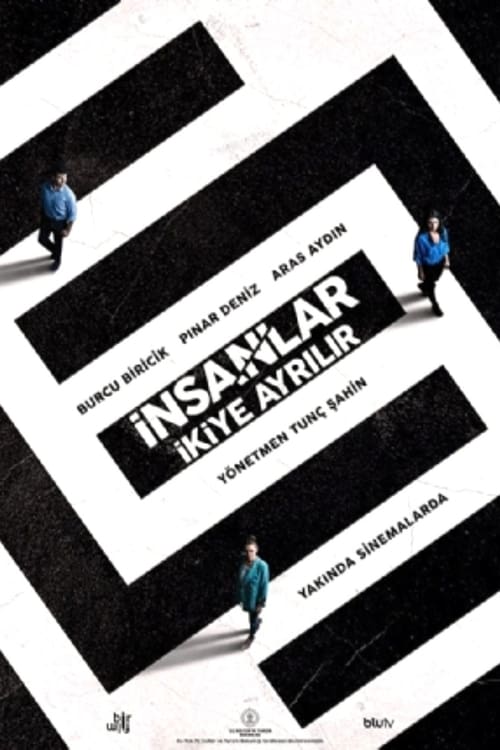 BURCU BİRİCİK PINAR DENİZ ARAS AYDIN
İNSANLAR
İKİYE AYRILIR
YÖNETMEN TUNÇ ŞAHİN
YAKINDA SİNEMALARDA
blutv